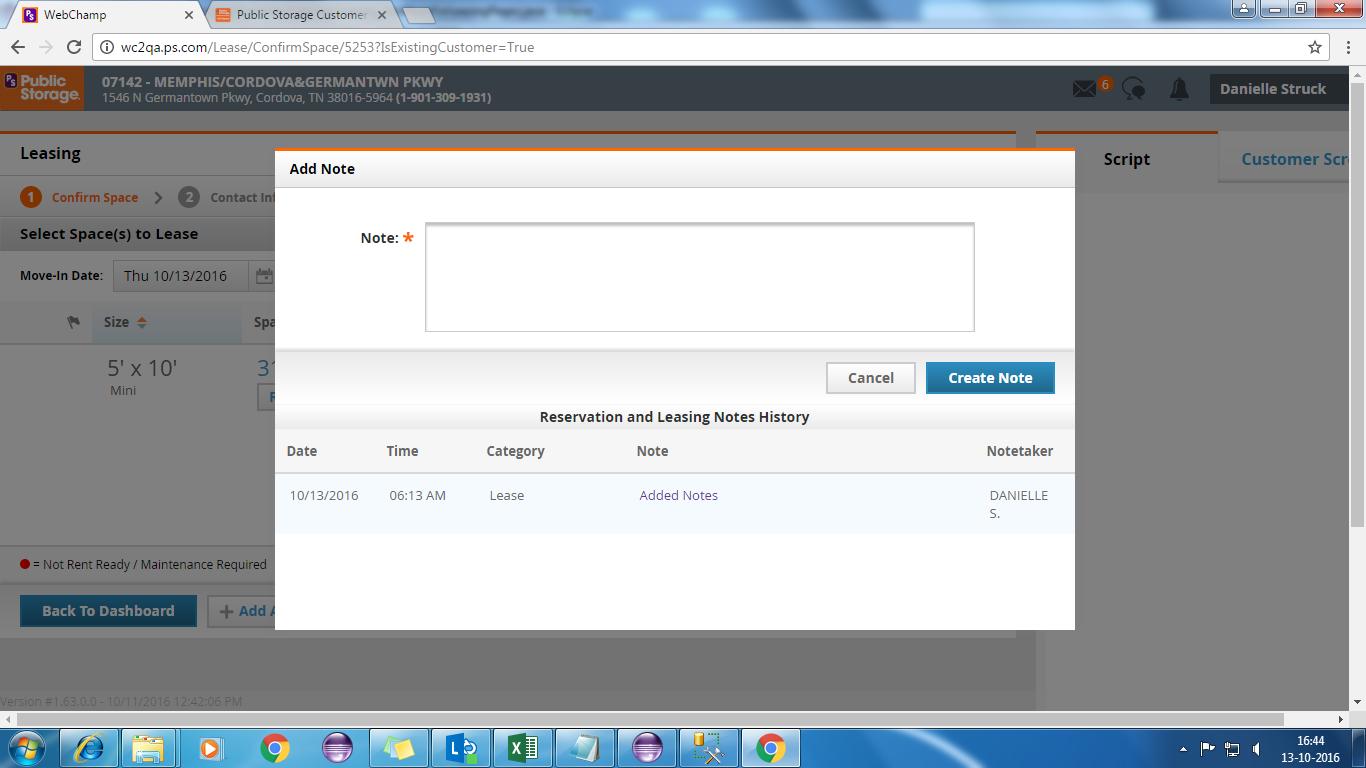 WebChamp
Public Storage Customer
wc2qa.ps.com/Lease/ConfirmSpace/5253?IsExistingCustomer=True
PS Public Storage
07142 - MEMPHIS/CORDOVA&GERMANTWN PKWY
1546 N Germantown Pkwy, Cordova, TN 38016-5964 (1-901-309-1931)
6
Danielle Struck
Leasing
1 Confirm Space
2 Contact Inf
Select Space(s) to Lease
Move-In Date: Thu 10/13/2016
Size
Spa
5' x 10'
Mini
31
R
= Not Rent Ready / Maintenance Required
Back To Dashboard
+ Add A
Version #1.63.0.0 - 10/11/2016 12:42:06 PM
Script
Customer Scr
Add Note
Note: *
Cancel
Create Note
Reservation and Leasing Notes History
Date Time Category Note Notetaker
10/13/2016 06:13 AM Lease Added Notes DANIELLE
S.
16:44
13-10-2016